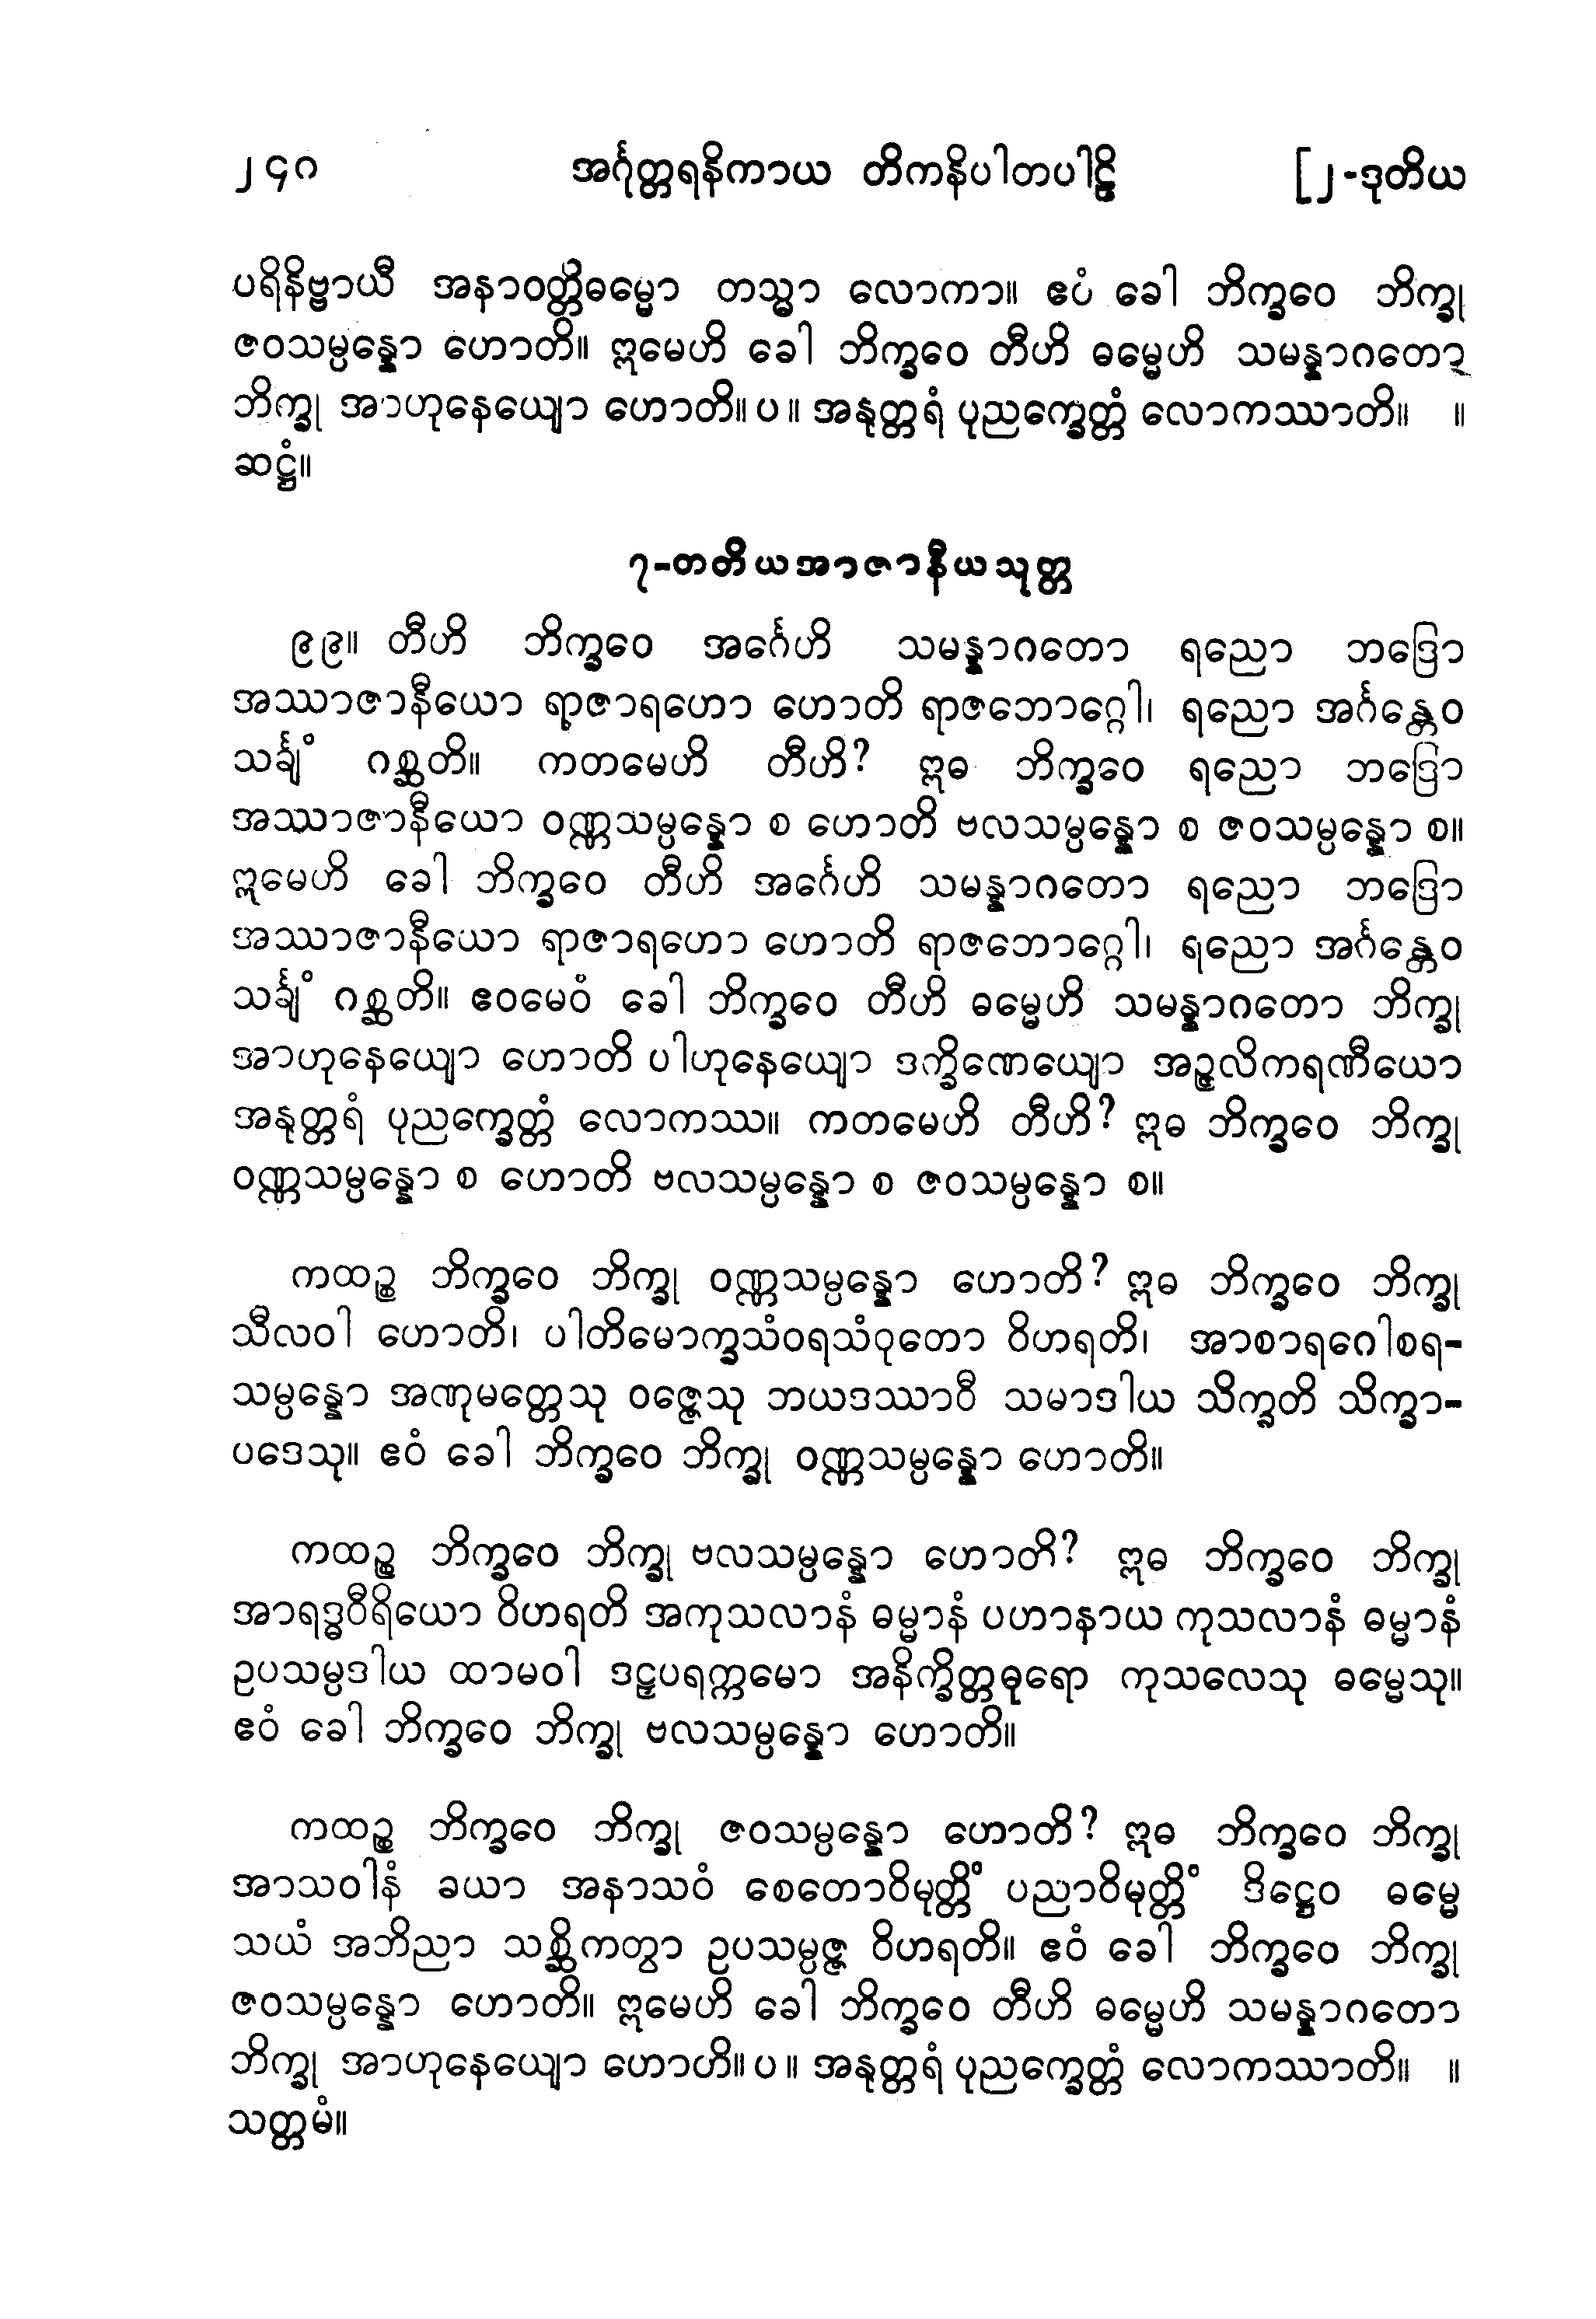 ၂၄ဂ အင်္ဂုတ္တရနိကာယ တိကနိပါတပါဠိ [၂-ဒုတိယ
ပရိနိဗ္ဗာယီ အနာဝတ္တိဓမ္မော တသ္မာ လောကာ။ ဧဝံ ခေါ ဘိက္ခဝေ ဘိက္ခု
ဇဝသမ္ပန္နော ဟောတိ။ ဣမေဟိ ခေါ ဘိက္ခဝေ တီဟိ ဓမ္မေဟိ သမန္နာဂတော
ဘိက္ခု အာဟုနေယျော ဟောတိ။ ပ ။ အနုတ္တရံ ပုညက္ခေတ္တံ လောကဿာတိ။ ။
ဆဋ္ဌံ။
၇-တတိယအာဇာနီယသုတ္တ
၉၉။ တီဟိ ဘိက္ခဝေ အင်္ဂေဟိ သမန္နာဂတော ရညော ဘဒြော
အဿာဇာနီယော ရာဇာရဟော ဟောတိ ရာဇဘောဂ္ဂေါ၊ ရညော အင်္ဂန္တေဝ
သင်္ချံ ဂစ္ဆတိ။ ကတမေဟိ တီဟိ? ဣဓ ဘိက္ခဝေ ရညော ဘဒြော
အဿာဇာနီယော ဝဏ္ဏသမ္ပန္နော စ ဟောတိ ဗလသမ္ပန္နော စ ဇဝသမ္ပန္နော စ။
ဣမေဟိ ခေါ ဘိက္ခဝေ တီဟိ အင်္ဂေဟိ သမန္နာဂတော ရညော ဘဒြော
အဿာဇာနီယော ရာဇာရဟော ဟောတိ ရာဇဘောဂ္ဂေါ၊ ရညော အင်္ဂန္တေဝ
သင်္ချံ ဂစ္ဆတိ။ ဧဝမေဝံ ခေါ ဘိက္ခဝေ တီဟိ ဓမ္မေဟိ သမန္နာဂတော ဘိက္ခု
အာဟုနေယျော ဟောတိ ပါဟုနေယျော ဒက္ခိဏေယျော အဉ္ဇလိကရဏီယော
အနုတ္တရံ ပုညက္ခေတ္တံ လောကဿ။ ကတမေဟိ တီဟိ? ဣဓ ဘိက္ခဝေ ဘိက္ခု
ဝဏ္ဏသမ္ပန္နော စ ဟောတိ ဗလသမ္ပန္နော စ ဇဝသမ္ပန္နော စ။
ကထဉ္စ ဘိက္ခဝေ ဘိက္ခု ဝဏ္ဏသမ္ပန္နော ဟောတိ? ဣဓ ဘိက္ခဝေ ဘိက္ခု
သီလဝါ ဟောတိ၊ ပါတိမောက္ခသံဝရသံဝုတော ဝိဟရတိ၊ အာစာရဂေါစရ-
သမ္ပန္နော အဏုမတ္တေသု ဝဇ္ဇေသု ဘယဒဿာဝီ သမာဒါယ သိက္ခတိ သိက္ခာ-
ပဒေသု။ ဧဝံ ခေါ ဘိက္ခဝေ ဘိက္ခု ဝဏ္ဏသမ္ပန္နော ဟောတိ။
ကထဉ္စ ဘိက္ခဝေ ဘိက္ခု ဗလသမ္ပန္နော ဟောတိ? ဣဓ ဘိက္ခဝေ ဘိက္ခု
အာရဒ္ဓဝီရိယော ဝိဟရတိ အကုသလာနံ ဓမ္မာနံ ပဟာနာယ ကုသလာနံ ဓမ္မာနံ
ဥပသမ္ပဒါယ ထာမဝါ ဒဠှပရက္ကမော အနိက္ခိတ္တဓုရော ကုသလေသု ဓမ္မေသု။
ဧဝံ ခေါ ဘိက္ခဝေ ဘိက္ခု ဗလသမ္ပန္နော ဟောတိ။
ကထဉ္စ ဘိက္ခဝေ ဘိက္ခု ဇဝသမ္ပန္နော ဟောတိ? ဣဓ ဘိက္ခဝေ ဘိက္ခု
အာသဝါနံ ခယာ အနာသဝံ စေတောဝိမုတ္တိံ ပညာဝိမုတ္တိံ ဒိဋ္ဌေဝ ဓမ္မေ
သယံ အဘိညာ သစ္ဆိကတွာ ဥပသမ္ပဇ္ဇ ဝိဟရတိ။ ဧဝံ ခေါ ဘိက္ခဝေ ဘိက္ခု
ဇဝသမ္ပန္နော ဟောတိ။ ဣမေဟိ ခေါ ဘိက္ခဝေ တီဟိ ဓမ္မေဟိ သမန္နာဂတော
ဘိက္ခု အာဟုနေယျော ဟောဟိ။ ပ ။ အနုတ္တရံ ပုညက္ခေတ္တံ လောကဿာတိ။ ။
သတ္တမံ။